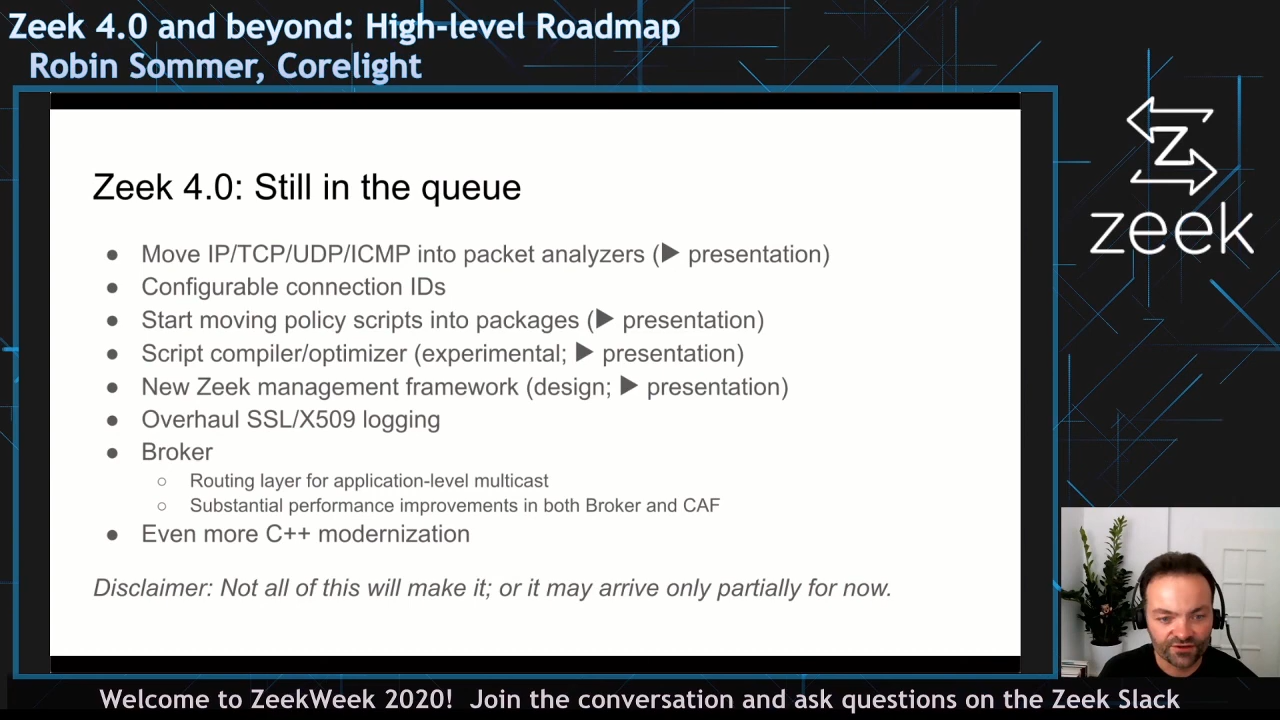 Zeek 4.0 and beyond: High-level Roadmap
Robin Sommer, Corelight
zeek
Zeek 4.0: Still in the queue
● Move IP/TCP/UDP/ICMP into packet analyzers (▶ presentation)
● Configurable connection IDs
● Start moving policy scripts into packages (▶ presentation)
● Script compiler/optimizer (experimental; ▶ presentation)
● New Zeek management framework (design; ▶ presentation)
● Overhaul SSL/X509 logging
● Broker
○ Routing layer for application-level multicast
○ Substantial performance improvements in both Broker and CAF
● Even more C++ modernization
Disclaimer: Not all of this will make it; or it may arrive only partially for now.
Welcome to ZeekWeek 2020! Join the conversation and ask questions on the Zeek Slack